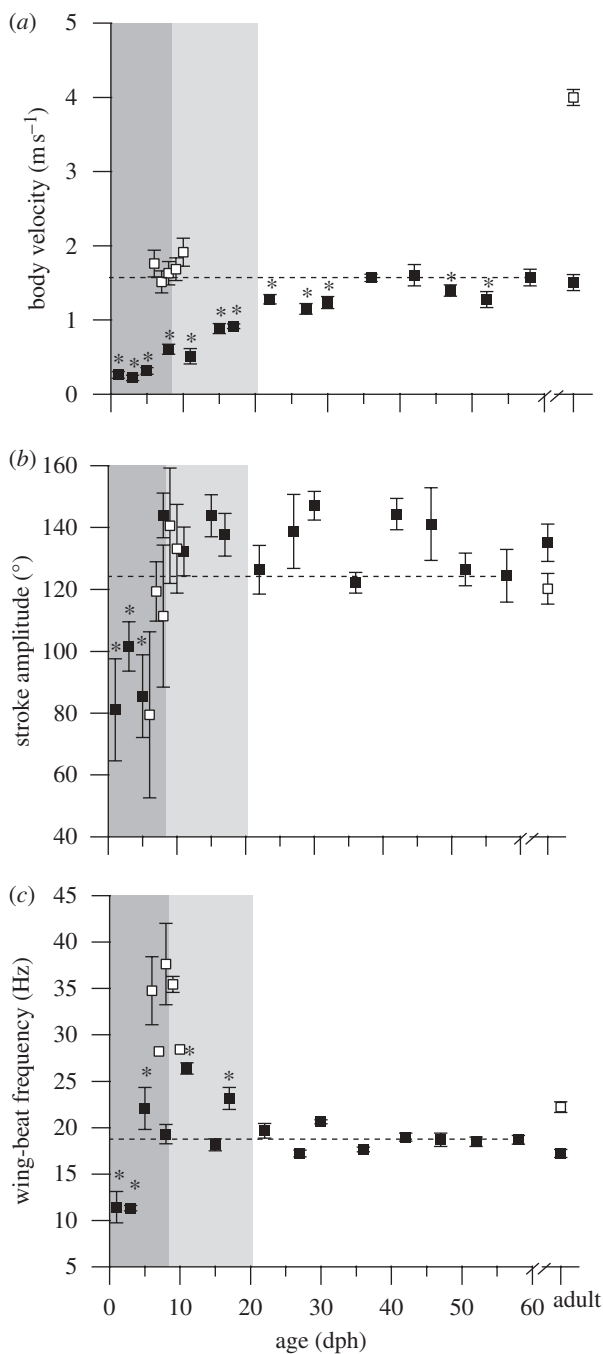 (a)
5
4
3
2
1
0
body velocity (m s⁻¹)
* * * * * * * * * * * *
(b)
160
140
120
100
80
60
40
stroke amplitude (°)
* * *
(c)
45
40
35
30
25
20
15
10
5
wing-beat frequency (Hz)
* * * * *
0 10 20 30 40 50 60 adult
age (dph)